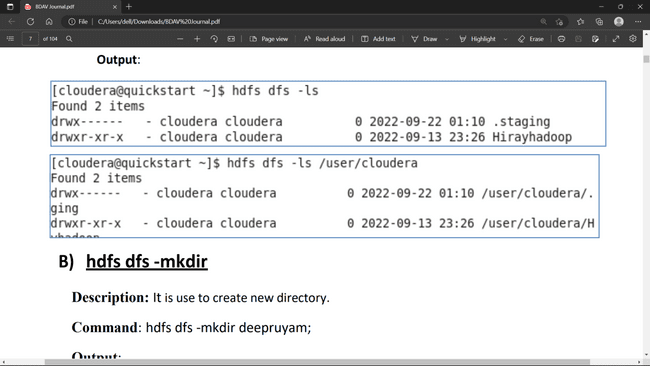 BDAV Journal.pdf
File
C:/Users/dell/Downloads/BDAV%20Journal.pdf
7 of 104
Page view
Read aloud
Add text
Draw
Highlight
Erase
Output:
[cloudera@quickstart ~]$ hdfs dfs -ls
Found 2 items
drwx------ - cloudera cloudera 0 2022-09-22 01:10 .staging
drwxr-xr-x - cloudera cloudera 0 2022-09-13 23:26 Hirayhadoop
[cloudera@quickstart ~]$ hdfs dfs -ls /user/cloudera
Found 2 items
drwx------ - cloudera cloudera 0 2022-09-22 01:10 /user/cloudera/.
ging
drwxr-xr-x - cloudera cloudera 0 2022-09-13 23:26 /user/cloudera/H
B) hdfs dfs -mkdir
Description: It is use to create new directory.
Command: hdfs dfs -mkdir deepruyam;
Output: